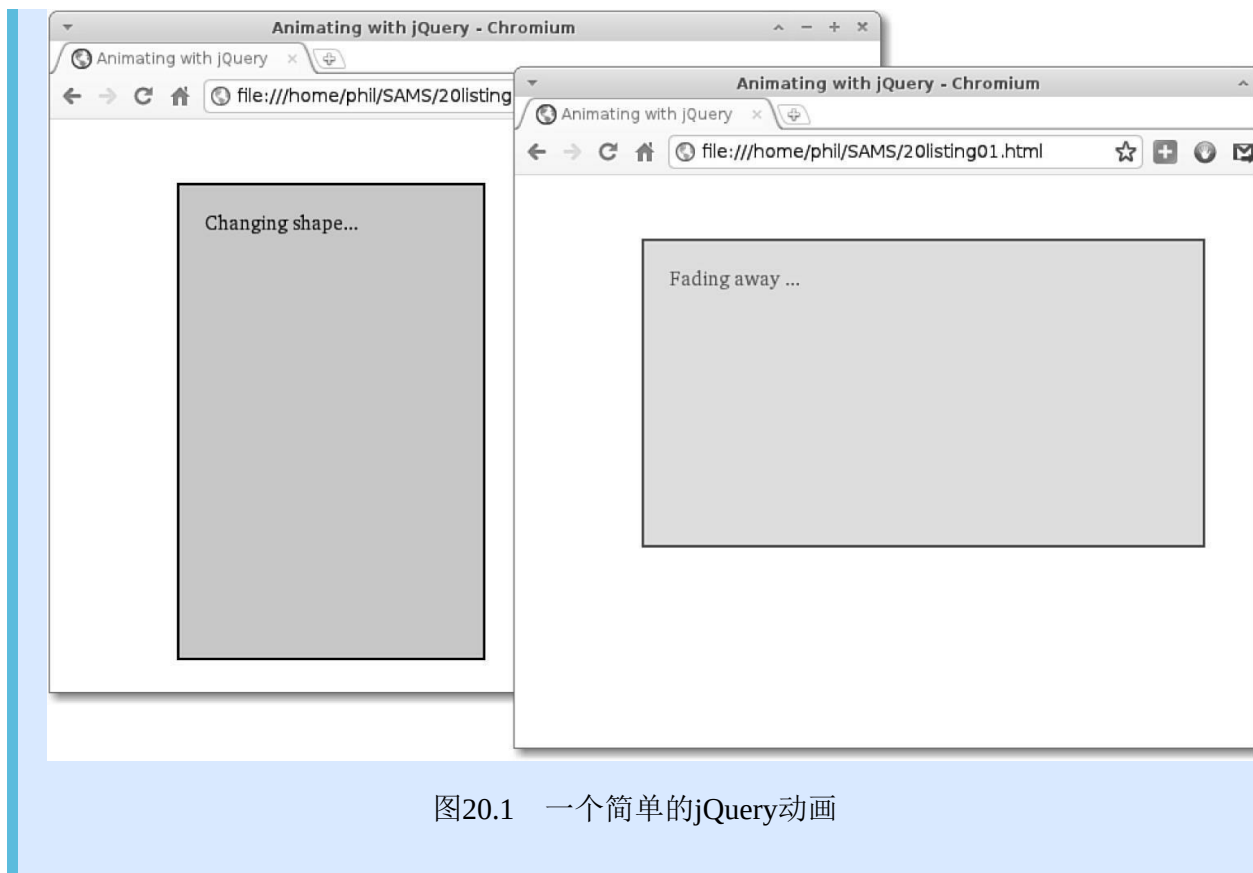 Animating with jQuery - Chromium
Animating with jQuery
file:///home/phil/SAMS/20listing
Changing shape...
Animating with jQuery - Chromium
Animating with jQuery
file:///home/phil/SAMS/20listing01.html
Fading away ...
图20.1 一个简单的jQuery动画